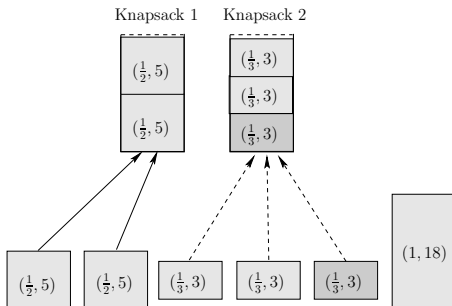 Knapsack 1 Knapsack 2
(1/2, 5) (1/3, 3)
(1/3, 3)
(1/2, 5) (1/3, 3)
(1, 18)
(1/2, 5) (1/2, 5) (1/3, 3) (1/3, 3) (1/3, 3)